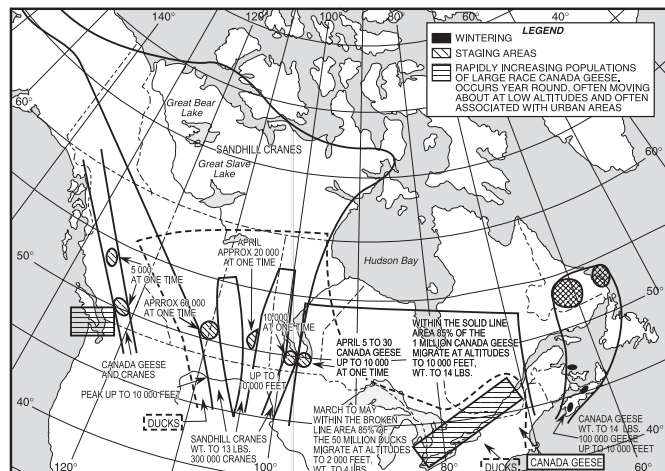 140°
120°
100°
80°
60°
40°
LEGEND
WINTERING
STAGING AREAS
RAPIDLY INCREASING POPULATIONS
OF LARGE RACE CANADA GEESE.
OCCURS YEAR ROUND, OFTEN MOVING
ABOUT AT LOW ALTITUDES AND OFTEN
ASSOCIATED WITH URBAN AREAS
60°
Great Bear
Lake
SANDHILL CRANES
Great Slave
Lake
60°
50°
Hudson Bay
APRIL
APPROX 20 000
AT ONE TIME
5 000
AT ONE TIME
APPROX 60 000
AT ONE TIME
10 000
AT ONE TIME
50°
APRIL 5 TO 30
CANADA GEESE
UP TO 10 000
AT ONE TIME
WITHIN THE SOLID LINE
AREA 85% OF THE
1 MILLION CANADA GEESE
MIGRATE AT ALTITUDES
TO 10 000 FEET,
WT. TO 14 LBS.
CANADA GEESE
AND CRANES
PEAK UP TO 10 000 FEET
UP TO
10 000 FEET
40°
DUCKS
SANDHILL CRANES
WT. TO 13 LBS.
300 000 CRANES
MARCH TO MAY
WITHIN THE BROKEN
LINE AREA 85% OF
THE 50 MILLION DUCKS
MIGRATE AT ALTITUDES
TO 2 000 FEET,
WT. TO 4 LBS.
CANADA GEESE
WT. TO 14 LBS.
100 000 GEESE
UP TO 10 000 FEET
40°
DUCKS
CANADA GEESE
120°
100°
80°
60°